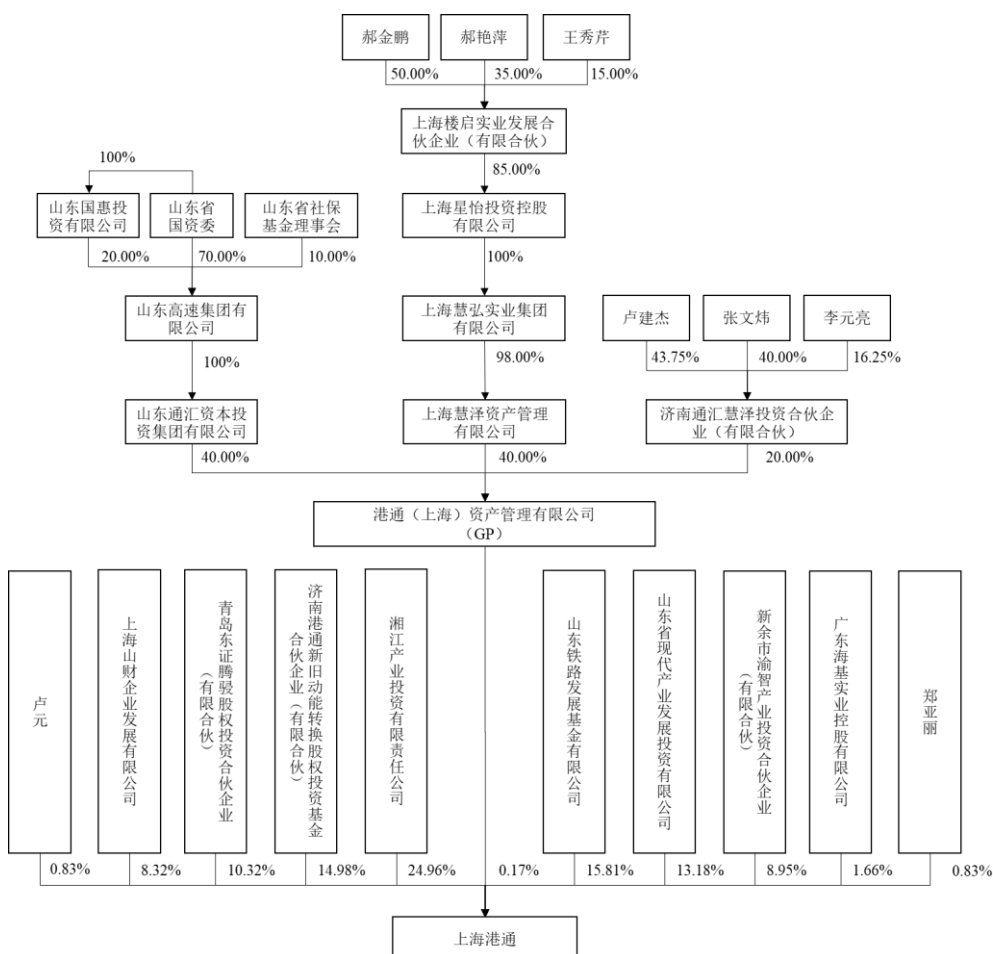 郝金鹏
郝艳萍
王秀芹
50.00%
35.00%
15.00%
上海楼启实业发展合
伙企业（有限合伙）
85.00%
100%
山东国惠投
资有限公司
山东省
国资委
山东省社保
基金理事会
上海星怡投资控股
有限公司
20.00%
70.00%
10.00%
100%
山东高速集团有
限公司
上海慧弘实业集团
有限公司
卢建杰
张文炜
李元亮
100%
98.00%
43.75%
40.00%
16.25%
山东通汇资本投
资集团有限公司
上海慧泽资产管理
有限公司
济南通汇慧泽投资合伙企
业（有限合伙）
40.00%
40.00%
20.00%
港通（上海）资产管理有限公司
（GP）
卢元
上海山财企业发展有限公司
青岛东证腾骎股权投资合伙企业
（有限合伙）
济南港通新旧动能转换股权投资基金
合伙企业（有限合伙）
湘江产业投资有限责任公司
山东铁路发展基金有限公司
山东省现代产业发展投资有限公司
新余市渝智产业投资合伙企业
（有限合伙）
广东海基实业控股有限公司
郑亚丽
0.83%
8.32%
10.32%
14.98%
24.96%
0.17%
15.81%
13.18%
8.95%
1.66%
0.83%
上海港通